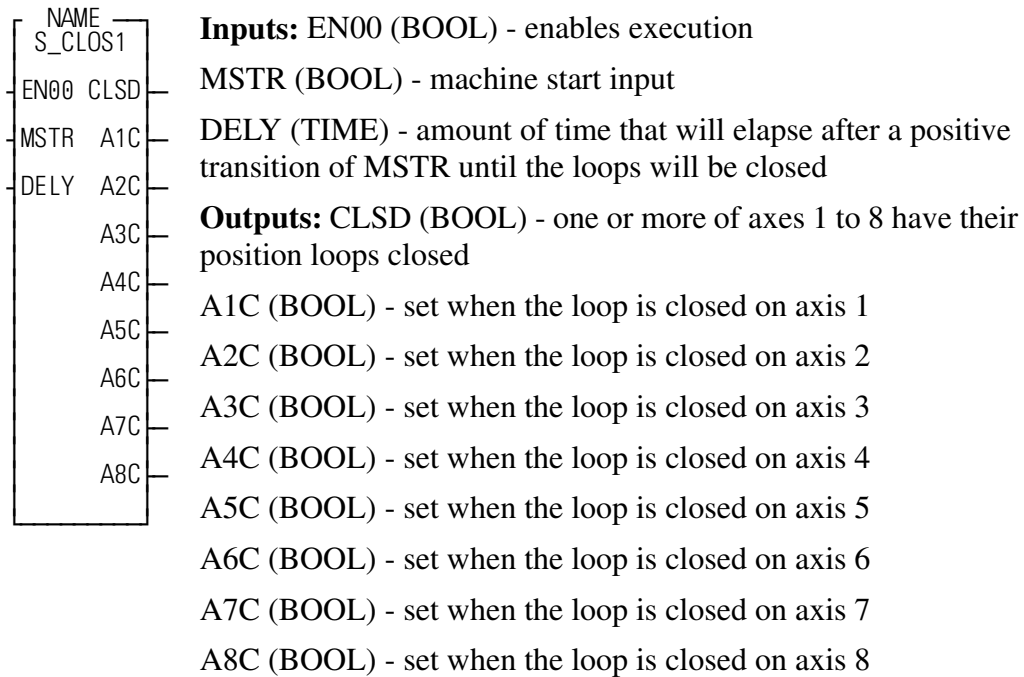 NAME
S_CLOS1
EN00 CLSD
MSTR A1C
DELY A2C
A3C
A4C
A5C
A6C
A7C
A8C
Inputs: EN00 (BOOL) - enables execution
MSTR (BOOL) - machine start input
DELY (TIME) - amount of time that will elapse after a positive
transition of MSTR until the loops will be closed
Outputs: CLSD (BOOL) - one or more of axes 1 to 8 have their
position loops closed
A1C (BOOL) - set when the loop is closed on axis 1
A2C (BOOL) - set when the loop is closed on axis 2
A3C (BOOL) - set when the loop is closed on axis 3
A4C (BOOL) - set when the loop is closed on axis 4
A5C (BOOL) - set when the loop is closed on axis 5
A6C (BOOL) - set when the loop is closed on axis 6
A7C (BOOL) - set when the loop is closed on axis 7
A8C (BOOL) - set when the loop is closed on axis 8